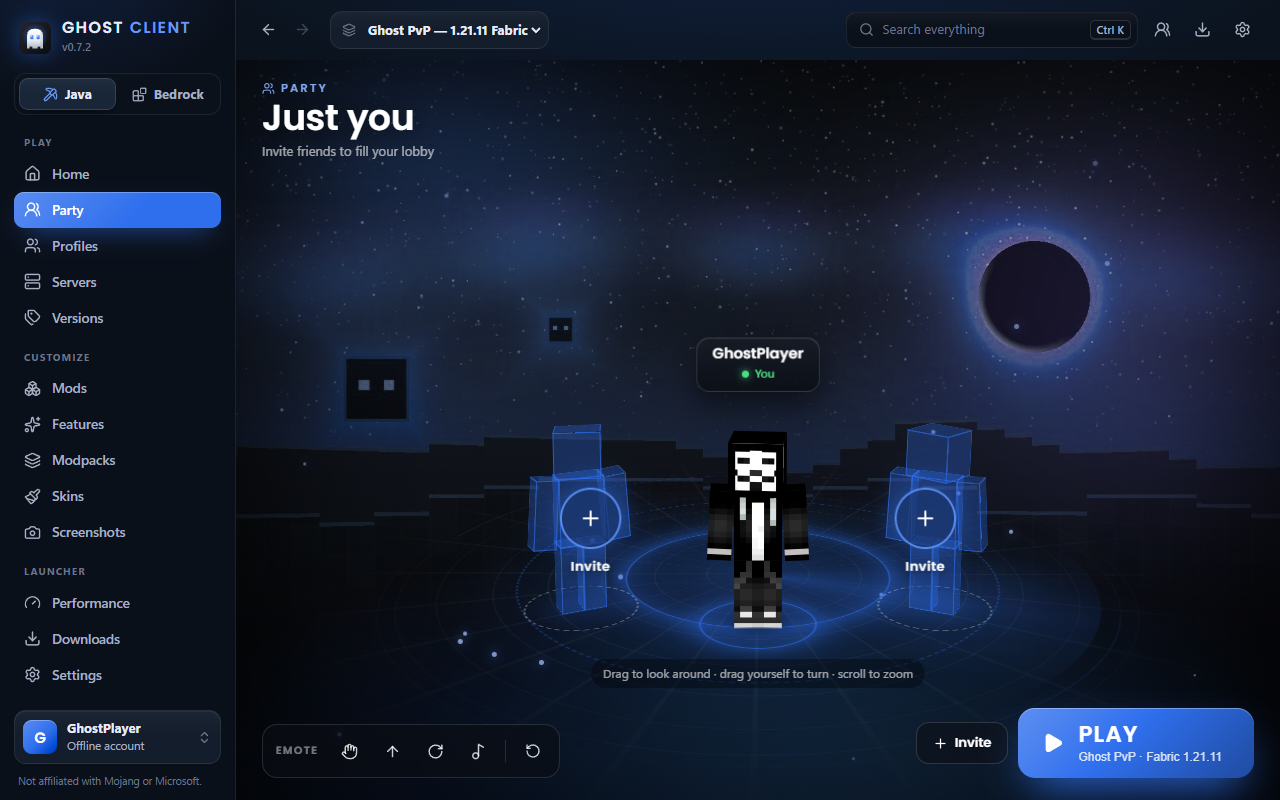 GHOST CLIENT
v0.7.2
Java
Bedrock
PLAY
Home
Party
Profiles
Servers
Versions
CUSTOMIZE
Mods
Features
Modpacks
Skins
Screenshots
LAUNCHER
Performance
Downloads
Settings
G
GhostPlayer
Offline account
Not affiliated with Mojang or Microsoft.
Ghost PvP — 1.21.11 Fabric
Search everything
Ctrl K
PARTY
Just you
Invite friends to fill your lobby
GhostPlayer
You
Invite
Invite
Drag to look around · drag yourself to turn · scroll to zoom
EMOTE
Invite
PLAY
Ghost PvP · Fabric 1.21.11